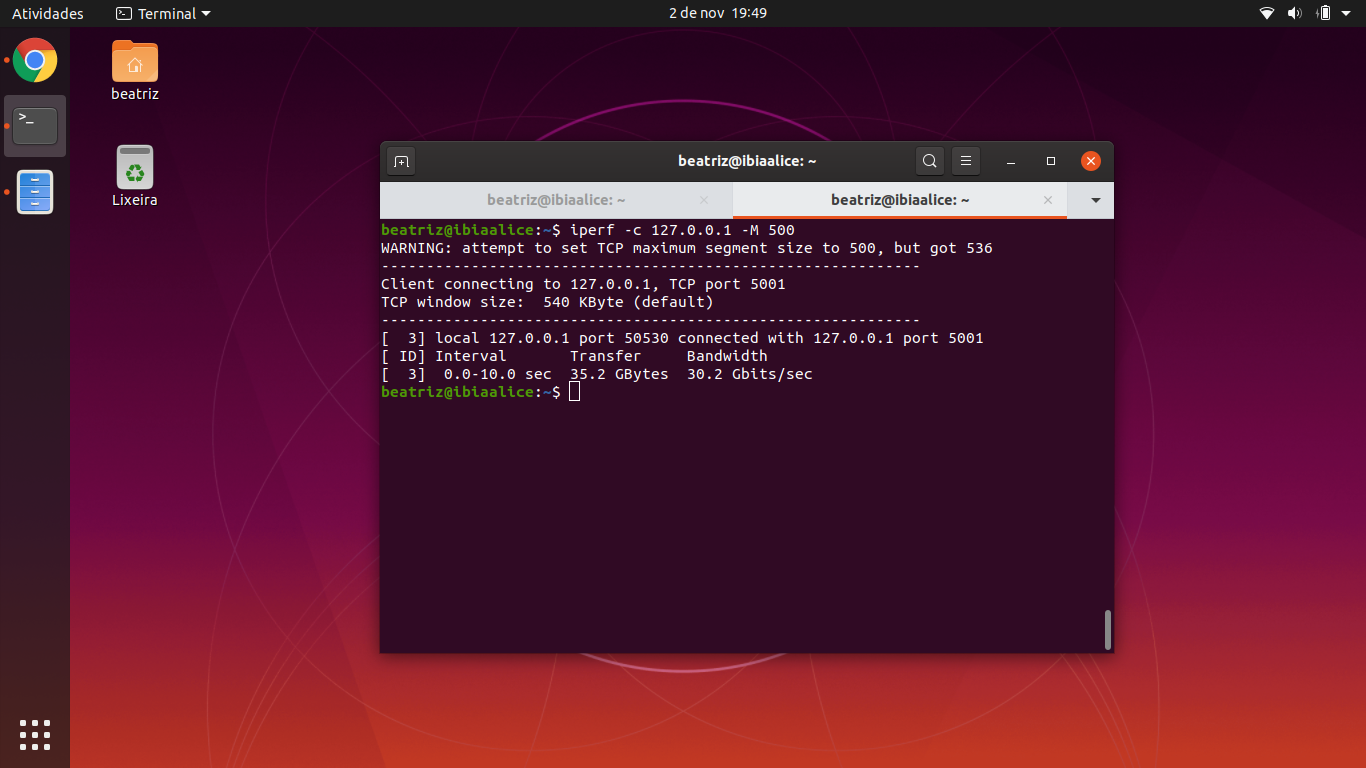 Atividades
Terminal
2 de nov 19:49
beatriz
Lixeira
beatriz@ibiaalice: ~
beatriz@ibiaalice: ~
beatriz@ibiaalice: ~
beatriz@ibiaalice:~$ iperf -c 127.0.0.1 -M 500
WARNING: attempt to set TCP maximum segment size to 500, but got 536
------------------------------------------------------------
Client connecting to 127.0.0.1, TCP port 5001
TCP window size:  540 KByte (default)
------------------------------------------------------------
[  3] local 127.0.0.1 port 50530 connected with 127.0.0.1 port 5001
[ ID] Interval       Transfer     Bandwidth
[  3]  0.0-10.0 sec  35.2 GBytes  30.2 Gbits/sec
beatriz@ibiaalice:~$